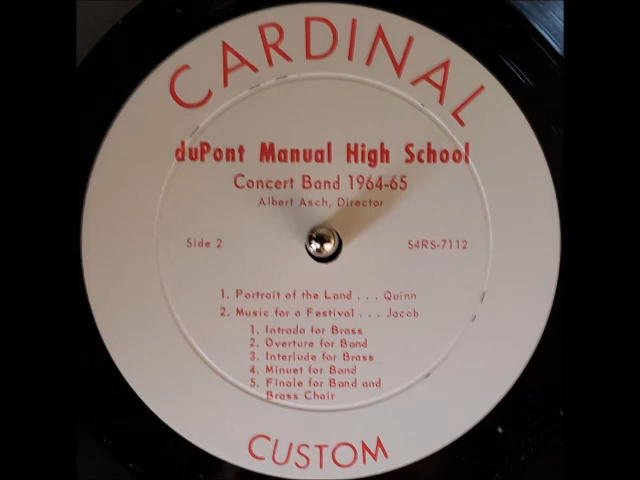 CARDINAL
duPont Manual High School
Concert Band 1964-65
Albert Asch, Director
Side 2
S4RS-7112
1. Portrait of the Land . . . Quinn
2. Music for a Festival . . . Jacob
1. Intrada for Brass
2. Overture for Band
3. Interlude for Brass
4. Minuet for Band
5. Finale for Band and
Brass Choir
CUSTOM